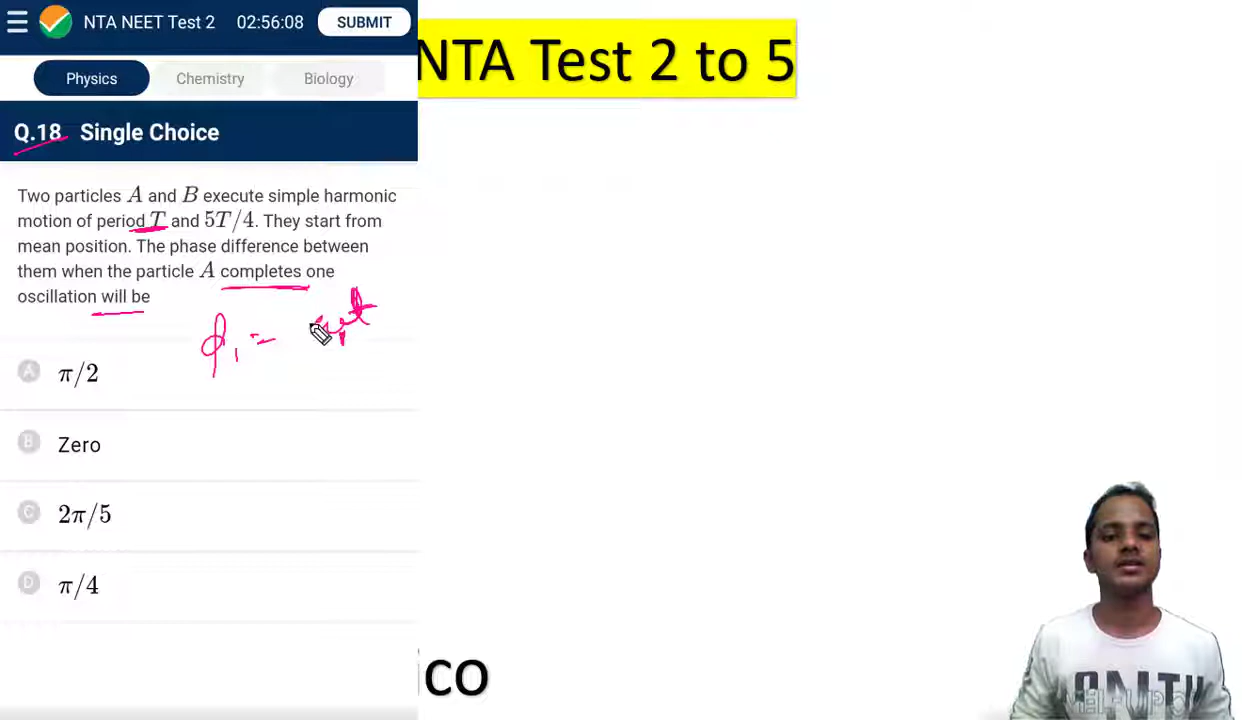 NTA NEET Test 2 02:56:08 SUBMIT
NTA Test 2 to 5
Physics Chemistry Biology
Q.18 Single Choice
Two particles A and B execute simple harmonic
motion of period T and 5T/4. They start from
mean position. The phase difference between
them when the particle A completes one
oscillation will be
ϕ₁ =
A π/2
B Zero
C 2π/5
D π/4
ico